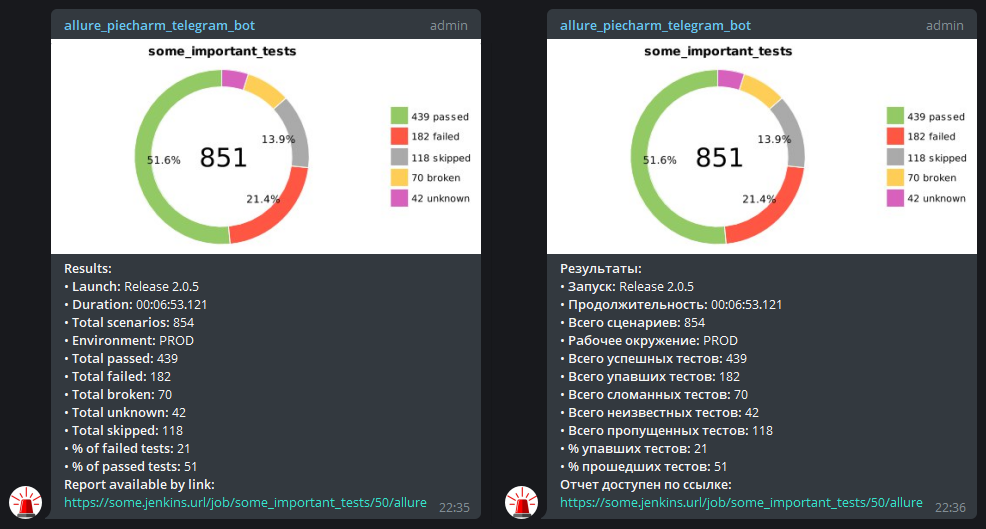 allure_piecharm_telegram_bot admin
some_important_tests
439 passed
182 failed
118 skipped
70 broken
42 unknown
13.9%
51.6%
851
21.4%
Results:
• Launch: Release 2.0.5
• Duration: 00:06:53.121
• Total scenarios: 854
• Environment: PROD
• Total passed: 439
• Total failed: 182
• Total broken: 70
• Total unknown: 42
• Total skipped: 118
• % of failed tests: 21
• % of passed tests: 51
Report available by link:
https://some.jenkins.url/job/some_important_tests/50/allure 22:35
allure_piecharm_telegram_bot admin
some_important_tests
439 passed
182 failed
118 skipped
70 broken
42 unknown
13.9%
51.6%
851
21.4%
Результаты:
• Запуск: Release 2.0.5
• Продолжительность: 00:06:53.121
• Всего сценариев: 854
• Рабочее окружение: PROD
• Всего успешных тестов: 439
• Всего упавших тестов: 182
• Всего сломанных тестов: 70
• Всего неизвестных тестов: 42
• Всего пропущенных тестов: 118
• % упавших тестов: 21
• % прошедших тестов: 51
Отчет доступен по ссылке:
https://some.jenkins.url/job/some_important_tests/50/allure 22:36